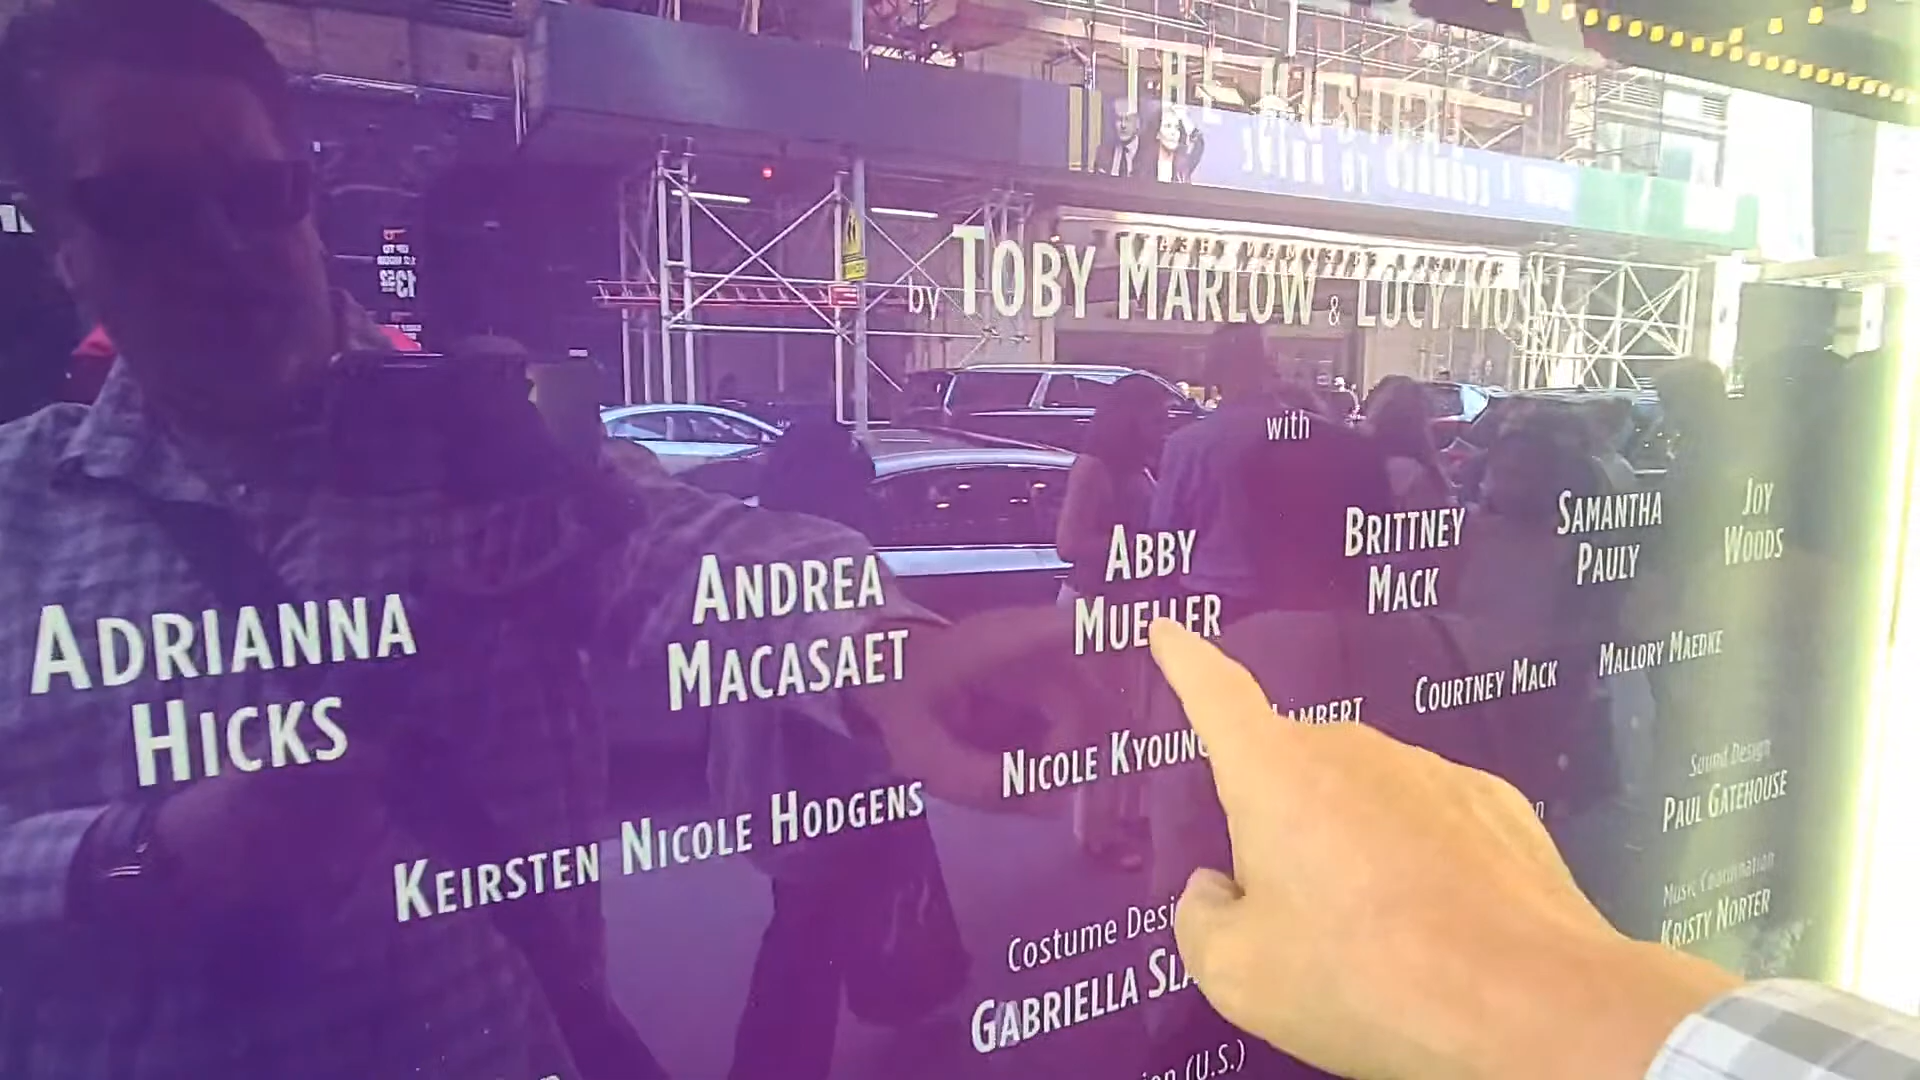 by TOBY MARLOW & LUCY MOSS
with
ADRIANNA HICKS
ANDREA MACASAET
ABBY MUELLER
BRITTNEY MACK
SAMANTHA PAULY
JOY WOODS
KEIRSTEN NICOLE HODGENS
NICOLE KYOUNG
LAMBERT
COURTNEY MACK
MALLORY MAEDKE
Sound Design
PAUL GATEHOUSE
Costume Desi
GABRIELLA SLA
Music Coordination
KRISTY NORTER
(U.S.)